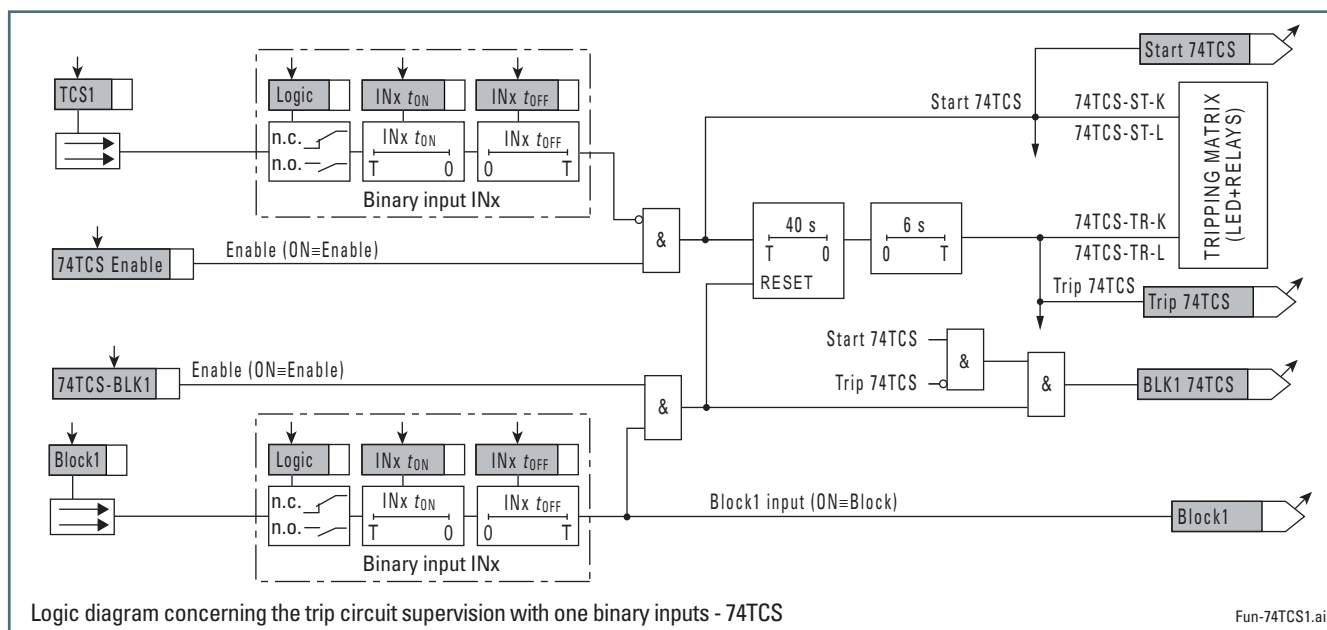 Start 74TCS
TCS1
Logic
INx tON
INx tOFF
n.c.
n.o.
INx tON
T 0
INx tOFF
0 T
Binary input INx
Start 74TCS
74TCS-ST-K
74TCS-ST-L
TRIPPING MATRIX
(LED+RELAYS)
&
40 s
T 0
RESET
6 s
0 T
74TCS-TR-K
74TCS-TR-L
74TCS Enable
Enable (ON≡Enable)
Trip 74TCS
Trip 74TCS
Start 74TCS
Trip 74TCS
&
&
BLK1 74TCS
74TCS-BLK1
Enable (ON≡Enable)
&
Block1
Logic
INx tON
INx tOFF
n.c.
n.o.
INx tON
T 0
INx tOFF
0 T
Binary input INx
Block1 input (ON≡Block)
Block1
Logic diagram concerning the trip circuit supervision with one binary inputs - 74TCS
Fun-74TCS1.ai